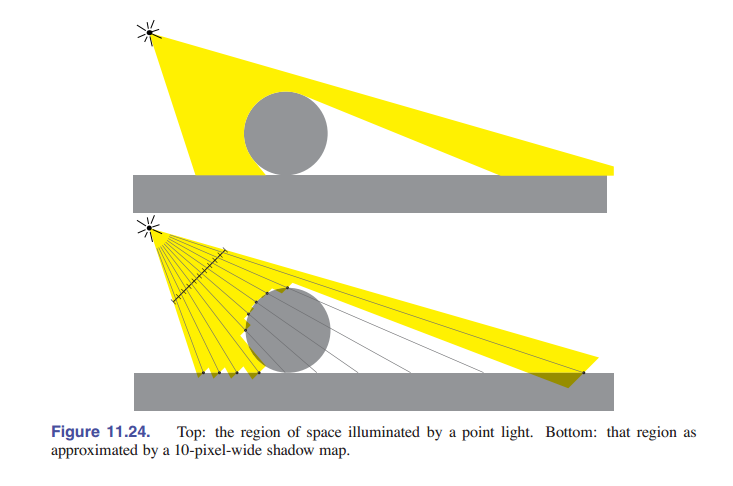 Figure 11.24. Top: the region of space illuminated by a point light. Bottom: that region as
approximated by a 10-pixel-wide shadow map.